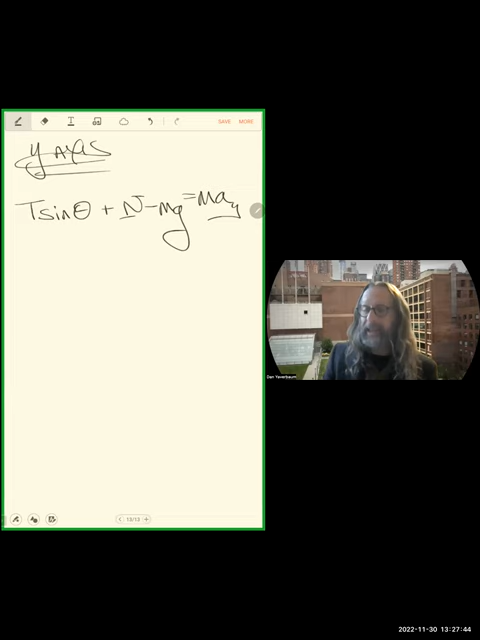 SAVE MORE
y axis
Tsinθ + N - mg = may
Dan Yaverbaum
13/13
2022-11-30 13:27:44